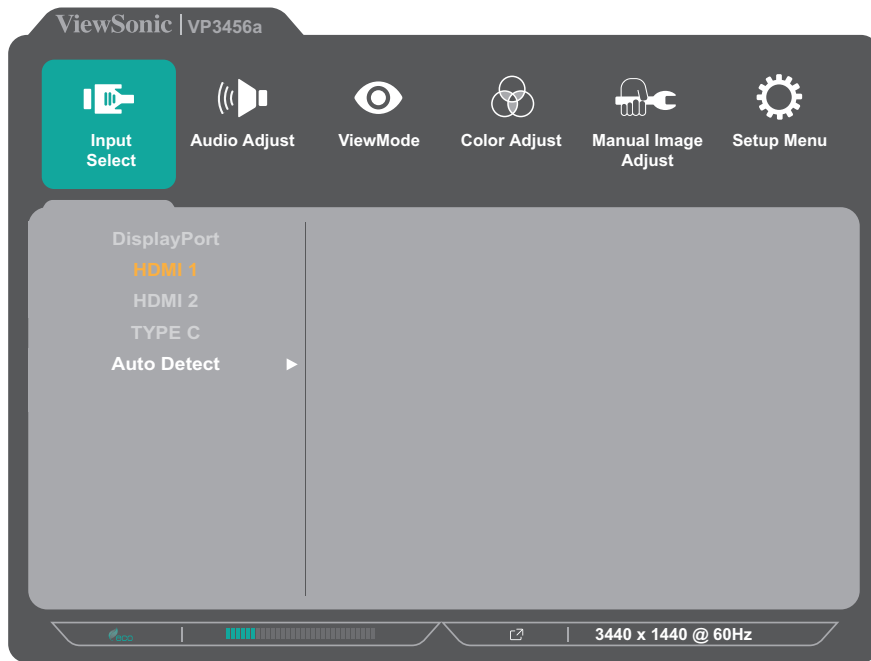 ViewSonic | VP3456a
Input
Select
Audio Adjust
ViewMode
Color Adjust
Manual Image
Adjust
Setup Menu
DisplayPort
HDMI 1
HDMI 2
TYPE C
Auto Detect
eco
3440 x 1440 @ 60Hz